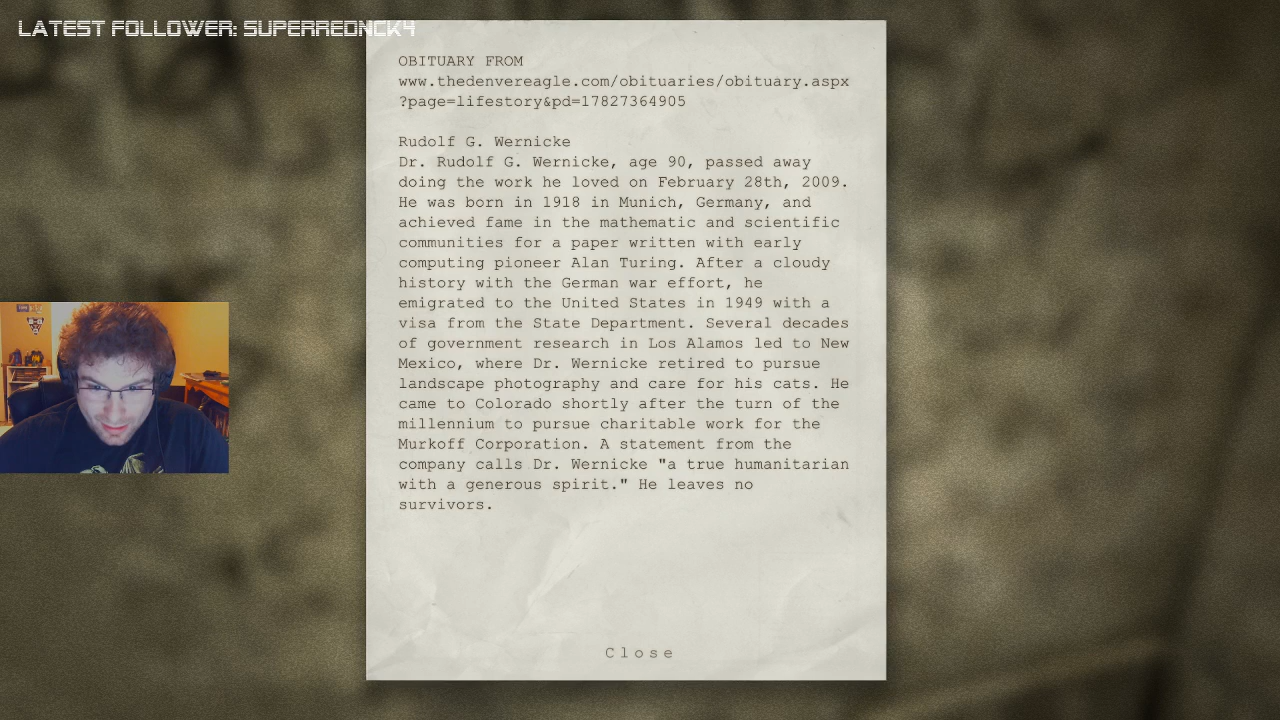 LATEST FOLLOWER: SUPERREDNCK4
OBITUARY FROM
www.thedenvereagle.com/obituaries/obituary.aspx
?page=lifestory&pd=17827364905
Rudolf G. Wernicke
Dr. Rudolf G. Wernicke, age 90, passed away
doing the work he loved on February 28th, 2009.
He was born in 1918 in Munich, Germany, and
achieved fame in the mathematic and scientific
communities for a paper written with early
computing pioneer Alan Turing. After a cloudy
history with the German war effort, he
emigrated to the United States in 1949 with a
visa from the State Department. Several decades
of government research in Los Alamos led to New
Mexico, where Dr. Wernicke retired to pursue
landscape photography and care for his cats. He
came to Colorado shortly after the turn of the
millennium to pursue charitable work for the
Murkoff Corporation. A statement from the
company calls Dr. Wernicke "a true humanitarian
with a generous spirit." He leaves no
survivors.
Close